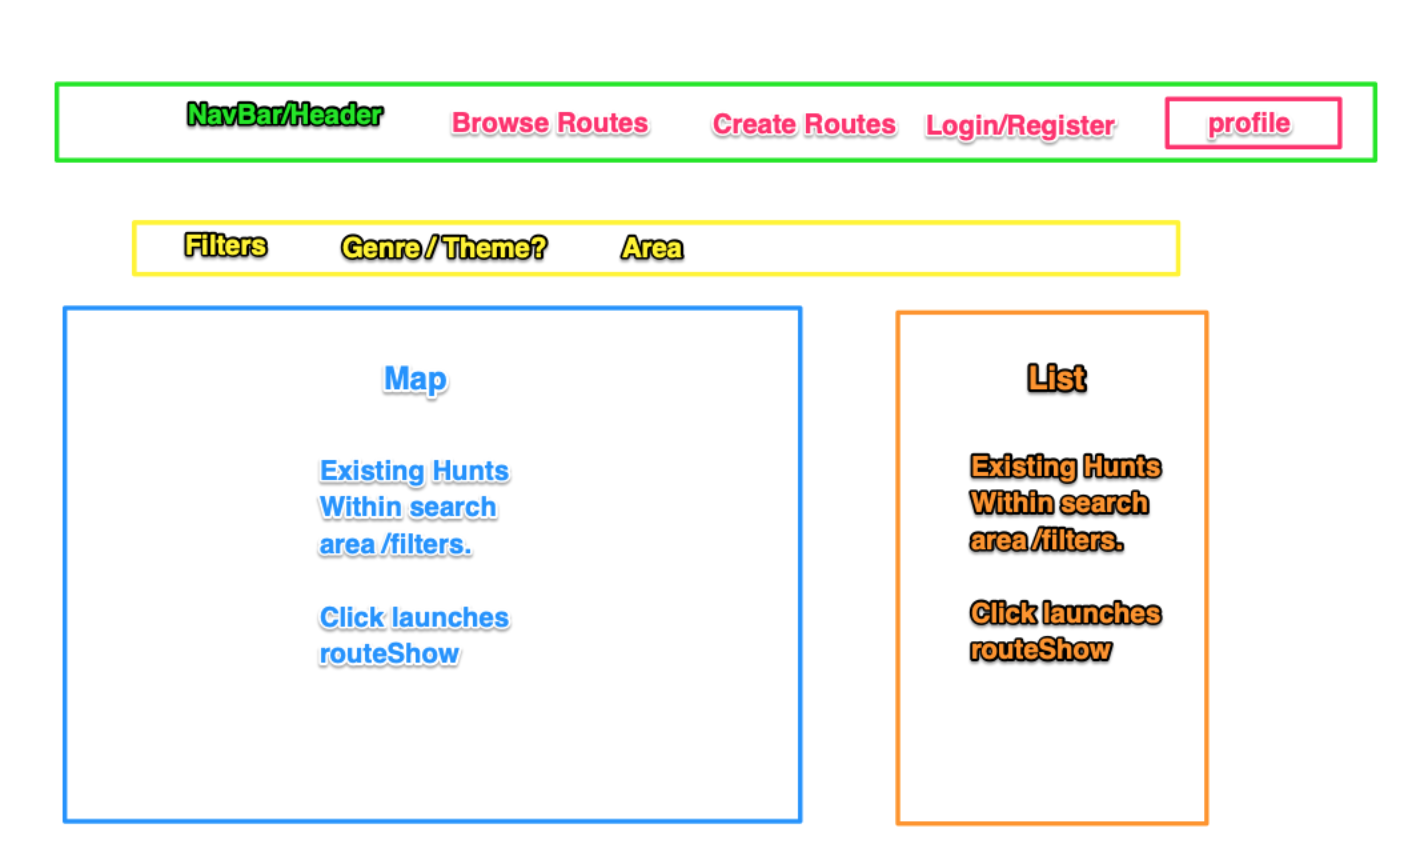 NavBar/Header Browse Routes Create Routes Login/Register profile
Filters Genre / Theme? Area
Map
Existing Hunts
Within search
area /filters.
Click launches
routeShow
List
Existing Hunts
Within search
area /filters.
Click launches
routeShow